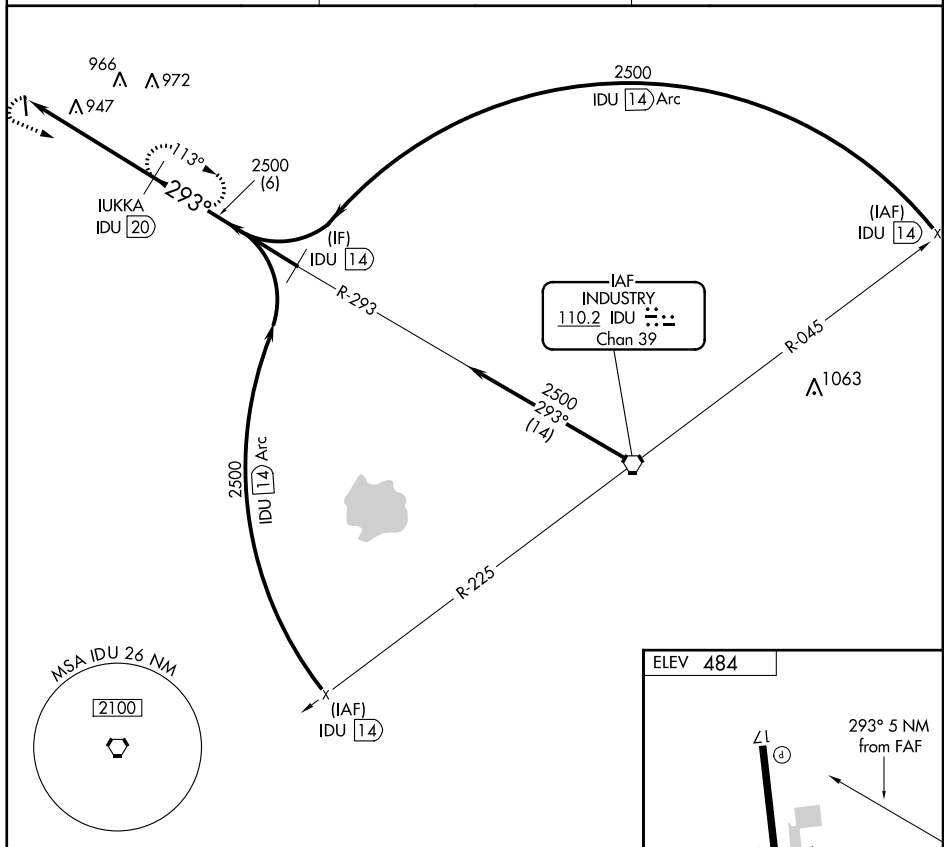 966
972
947
2500
IDU 14 Arc
113°
2500
(6)
293°
IUKKA
IDU 20
(IF)
IDU 14
(IAF)
IDU 14
R-293
IAF
INDUSTRY
110.2 IDU
Chan 39
R-045
1063
2500
293°
(14)
2500
IDU 14 Arc
R-225
MSA IDU 26 NM
2100
(IAF)
IDU 14
ELEV 484
17
P
293° 5 NM
from FAF